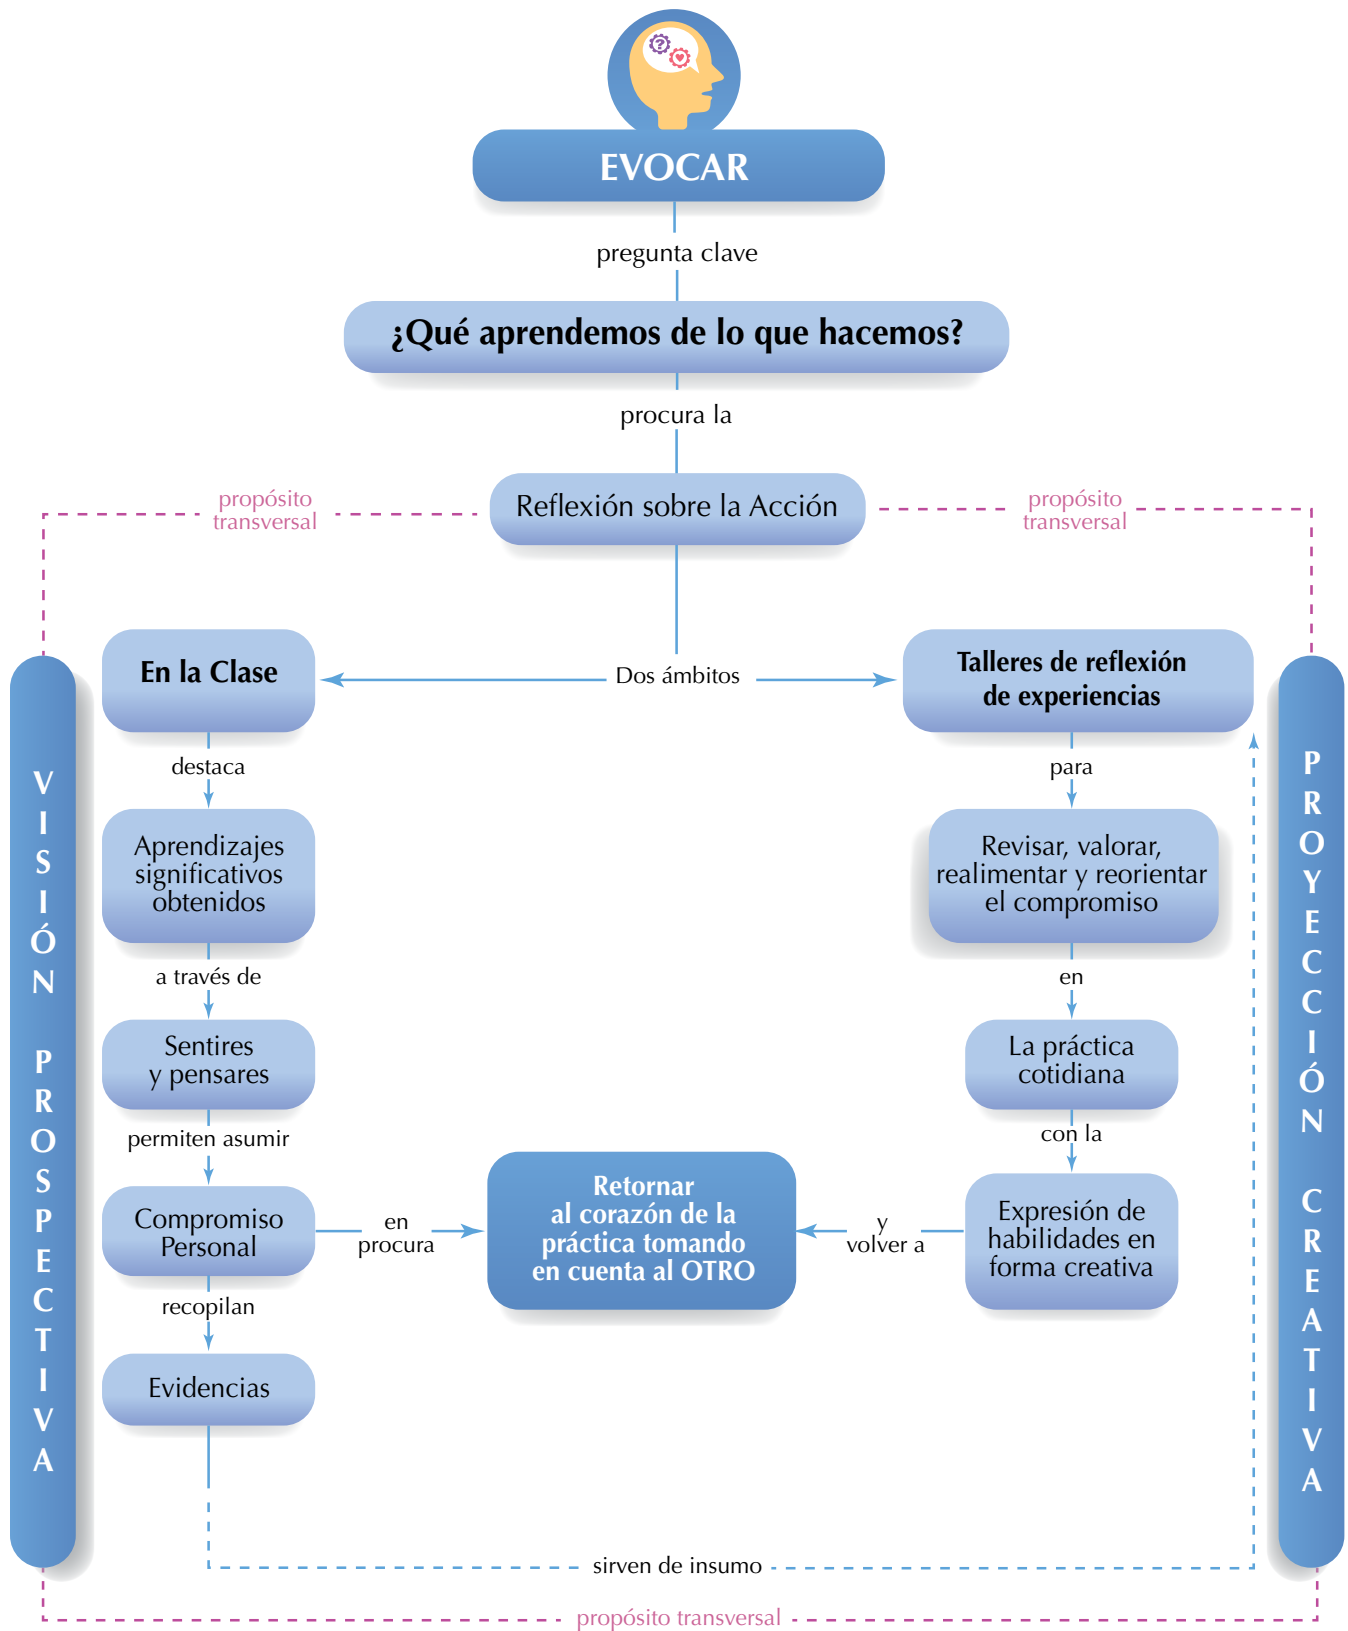 ?
EVOCAR
pregunta clave
¿Qué aprendemos de lo que hacemos?
procura la
Reflexión sobre la Acción
propósito
transversal
propósito
transversal
Dos ámbitos
En la Clase
destaca
Aprendizajes
significativos
obtenidos
a través de
Sentires
y pensares
permiten asumir
Compromiso
Personal
recopilan
Evidencias
en
procura
Retornar
al corazón de la
práctica tomando
en cuenta al OTRO
Talleres de reflexión
de experiencias
para
Revisar, valorar,
realimentar y reorientar
el compromiso
en
La práctica
cotidiana
con la
Expresión de
habilidades en
forma creativa
y
volver a
VISIÓN PROSPECTIVA
PROYECCIÓN CREATIVA
sirven de insumo
propósito transversal